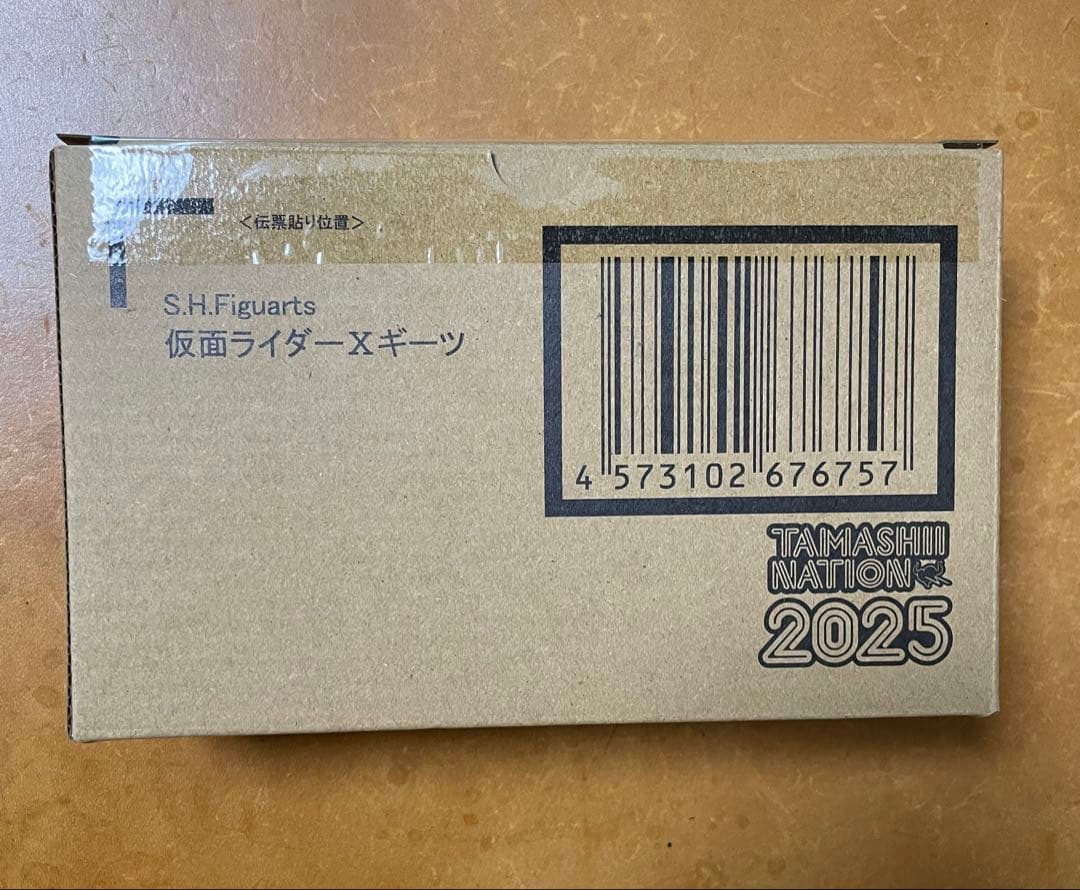 <伝票貼り位置>
S.H.Figuarts
仮面ライダーXギーツ
4 573102 676757
TAMASHII
NATION
2025